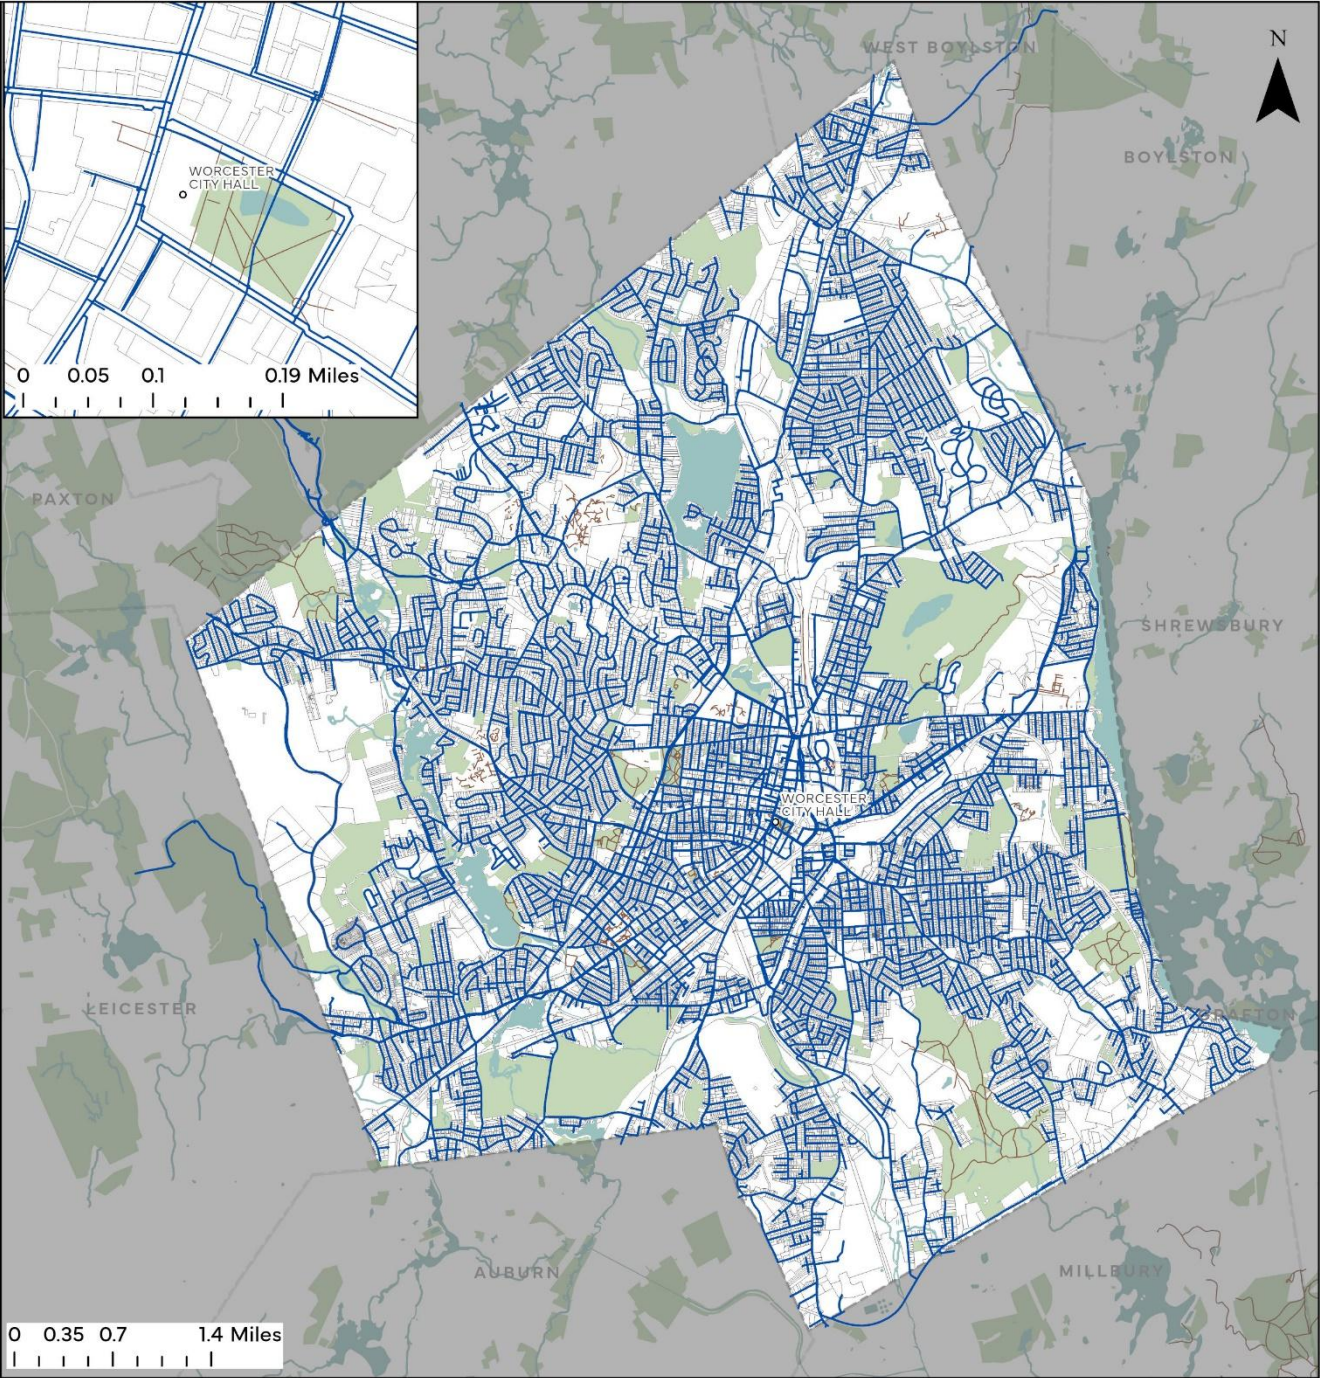 WEST BOYLSTON
N
BOYLSTON
WORCESTER
CITY HALL
0 0.05 0.1 0.19 Miles
PAXTON
SHREWSBURY
WORCESTER
CITY HALL
LEICESTER
GRAFTON
AUBURN
MILLBURY
0 0.35 0.7 1.4 Miles